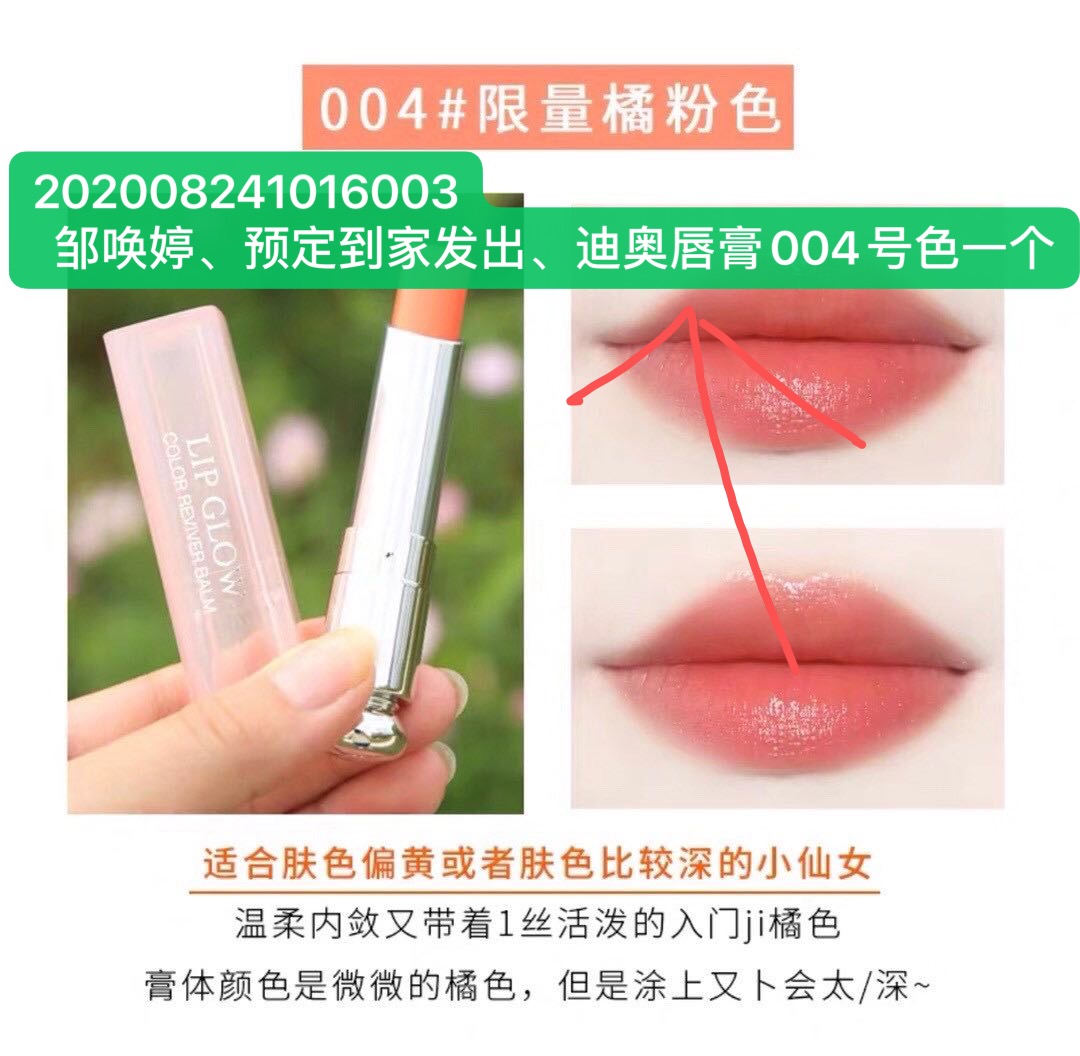 004#限量橘粉色
202008241016003
邹唤婷、预定到家发出、迪奥唇膏004号色一个
LIP GLOW
COLOR REVIVER BALM
适合肤色偏黄或者肤色比较深的小仙女
温柔内敛又带着1丝活泼的入门ji橘色
膏体颜色是微微的橘色，但是涂上又卜会太/深~